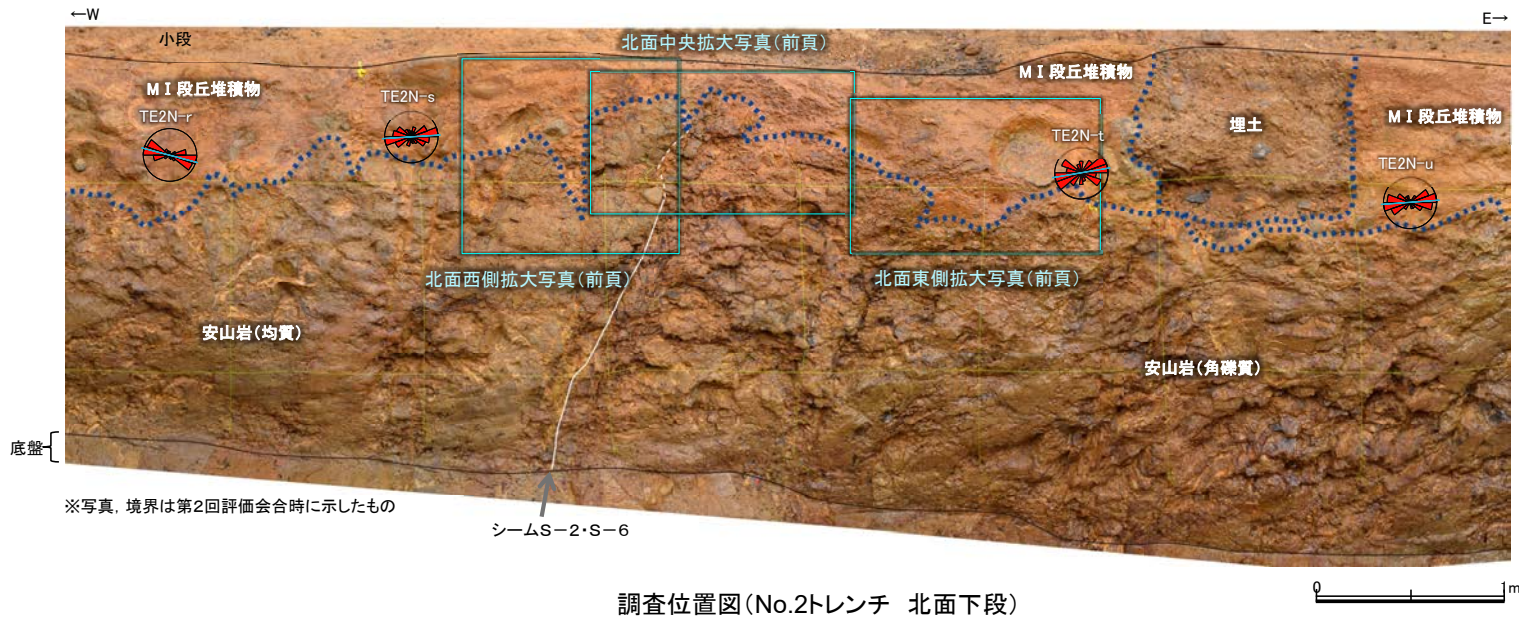 ←W
E→
小段
北面中央拡大写真(前頁)
MⅠ段丘堆積物
MⅠ段丘堆積物
MⅠ段丘堆積物
TE2N-r
TE2N-s
TE2N-t
TE2N-u
埋土
北面西側拡大写真(前頁)
北面東側拡大写真(前頁)
安山岩(均質)
安山岩(角礫質)
底盤
※写真，境界は第2回評価会合時に示したもの
シームS-2・S-6
調査位置図(No.2トレンチ 北面下段)
0 1m